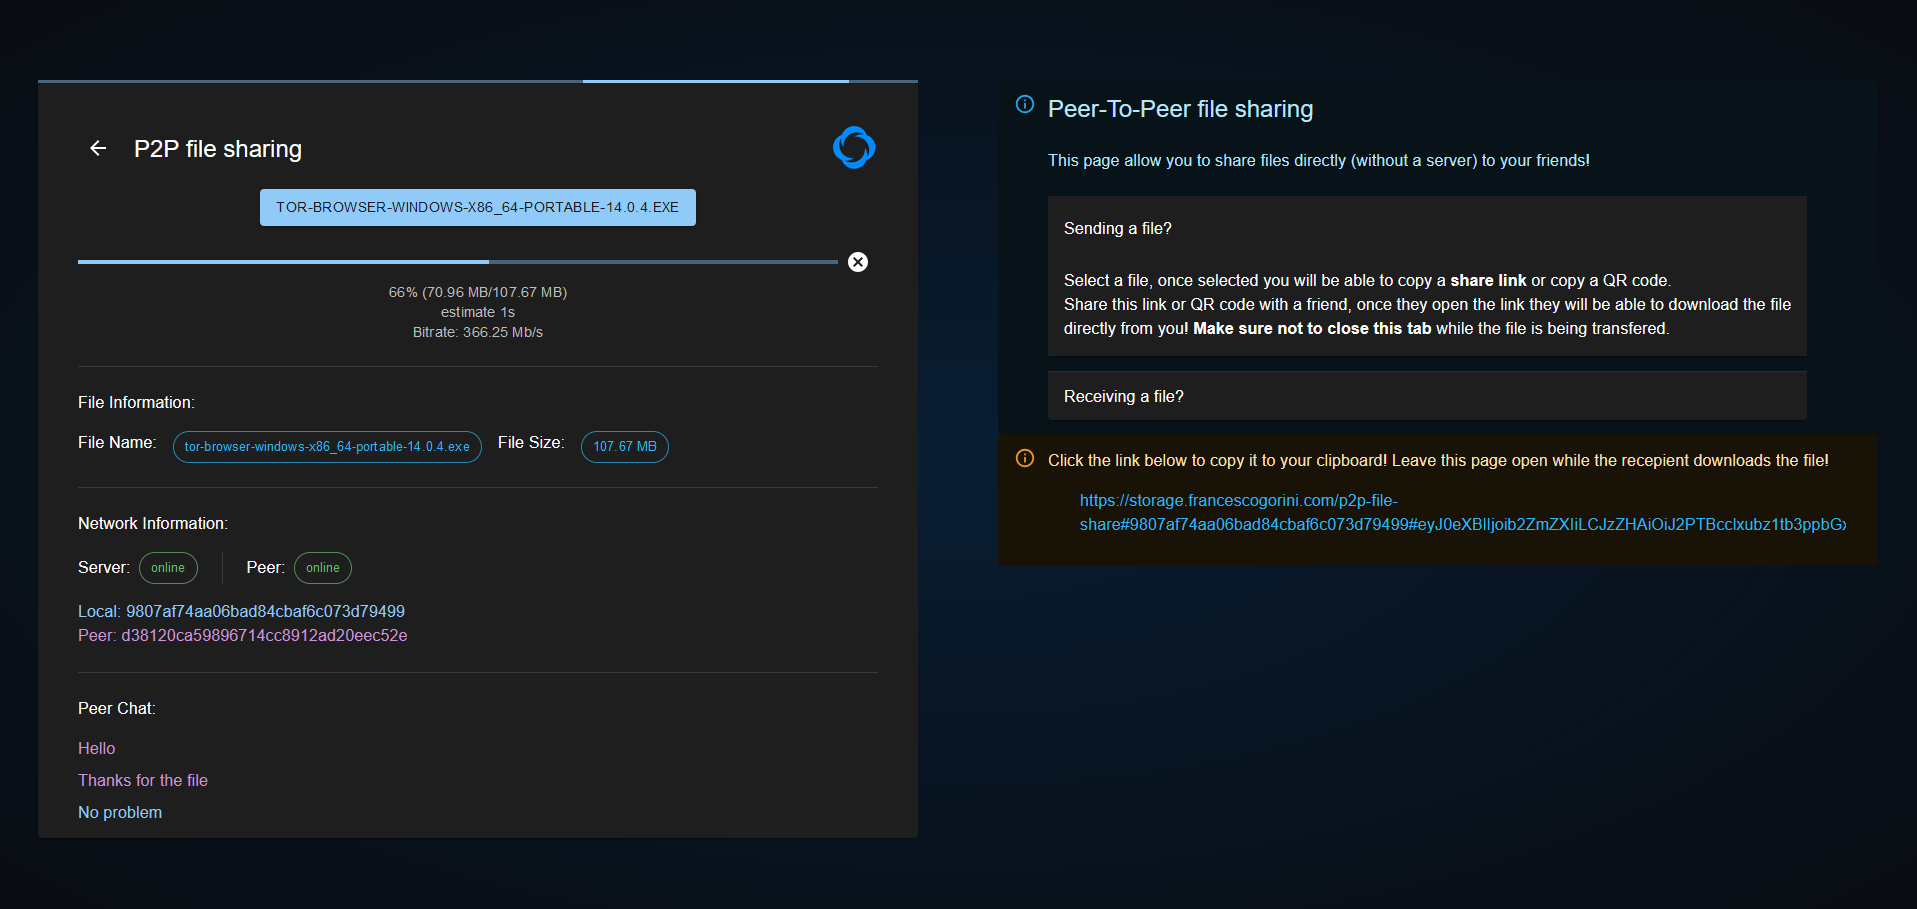 P2P file sharing
TOR-BROWSER-WINDOWS-X86_64-PORTABLE-14.0.4.EXE
66% (70.96 MB/107.67 MB)
estimate 1s
Bitrate: 366.25 Mb/s
File Information:
File Name: tor-browser-windows-x86_64-portable-14.0.4.exe File Size: 107.67 MB
Network Information:
Server: online Peer: online
Local: 9807af74aa06bad84cbaf6c073d79499
Peer: d38120ca59896714cc8912ad20eec52e
Peer Chat:
Hello
Thanks for the file
No problem
Peer-To-Peer file sharing
This page allow you to share files directly (without a server) to your friends!
Sending a file?
Select a file, once selected you will be able to copy a share link or copy a QR code.
Share this link or QR code with a friend, once they open the link they will be able to download the file
directly from you! Make sure not to close this tab while the file is being transfered.
Receiving a file?
Click the link below to copy it to your clipboard! Leave this page open while the recepient downloads the file!
https://storage.francescogorini.com/p2p-file-
share#9807af74aa06bad84cbaf6c073d79499#eyJ0eXBlIjoib2ZmZXIiLCJzZHAiOiJ2PTBcclxubz1tb3ppbGx